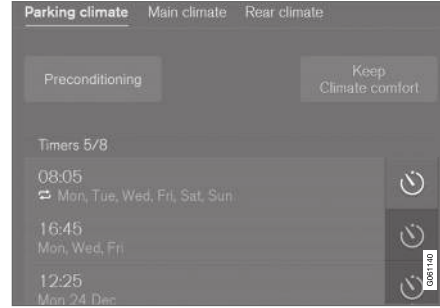 Parking climate Main climate Rear climate
Preconditioning
Keep
Climate comfort
Timers 5/8
08:05
Mon, Tue, Wed, Fri, Sat, Sun
16:45
Mon, Wed, Fri
12:25
Mon 24 Dec
G061140